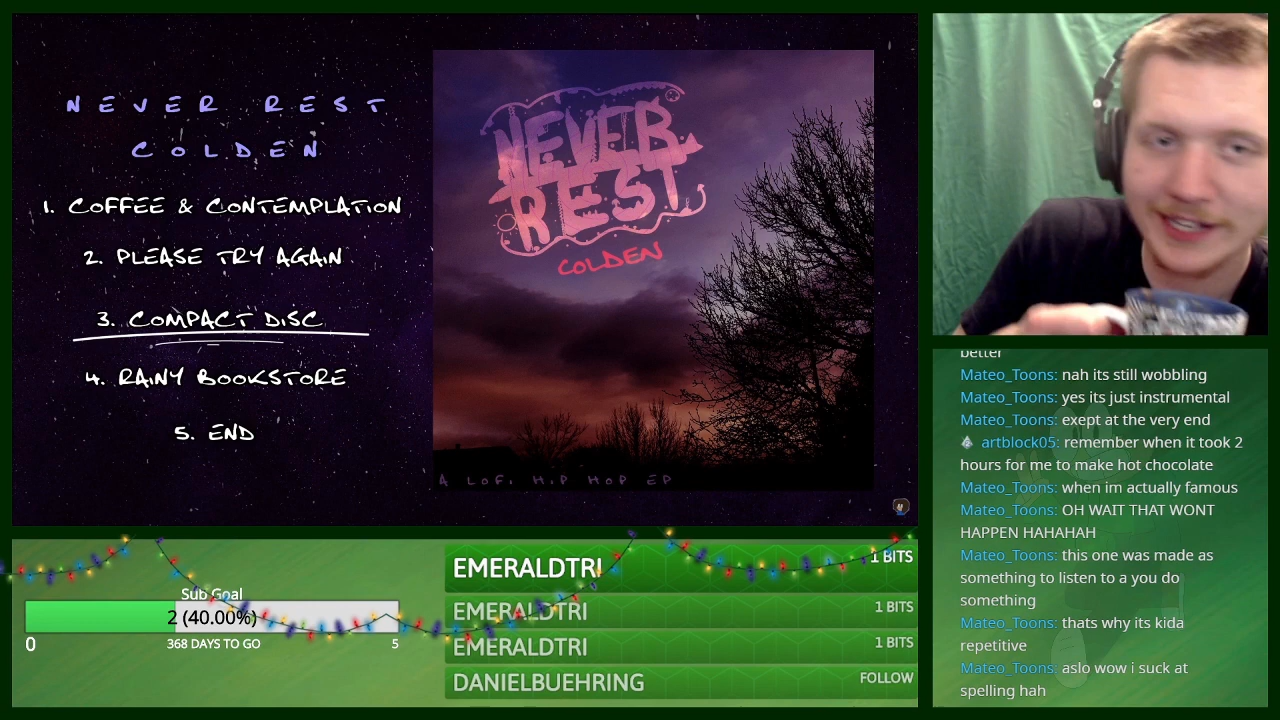 NEVER REST
COLDEN
1. COFFEE & CONTEMPLATION
2. PLEASE TRY AGAIN
3. COMPACT DISC
4. RAINY BOOKSTORE
5. END
NEVER
REST
COLDEN
A LOFI HIP HOP EP
Sub Goal
2 (40.00%)
0
368 DAYS TO GO
5
EMERALDTRI 1 BITS
EMERALDTRI 1 BITS
EMERALDTRI 1 BITS
DANIELBUEHRING FOLLOW
better
Mateo_Toons: nah its still wobbling
Mateo_Toons: yes its just instrumental
Mateo_Toons: exept at the very end
artblock05: remember when it took 2
hours for me to make hot chocolate
Mateo_Toons: when im actually famous
Mateo_Toons: OH WAIT THAT WONT
HAPPEN HAHAHAH
Mateo_Toons: this one was made as
something to listen to a you do
something
Mateo_Toons: thats why its kida
repetitive
Mateo_Toons: aslo wow i suck at
spelling hah